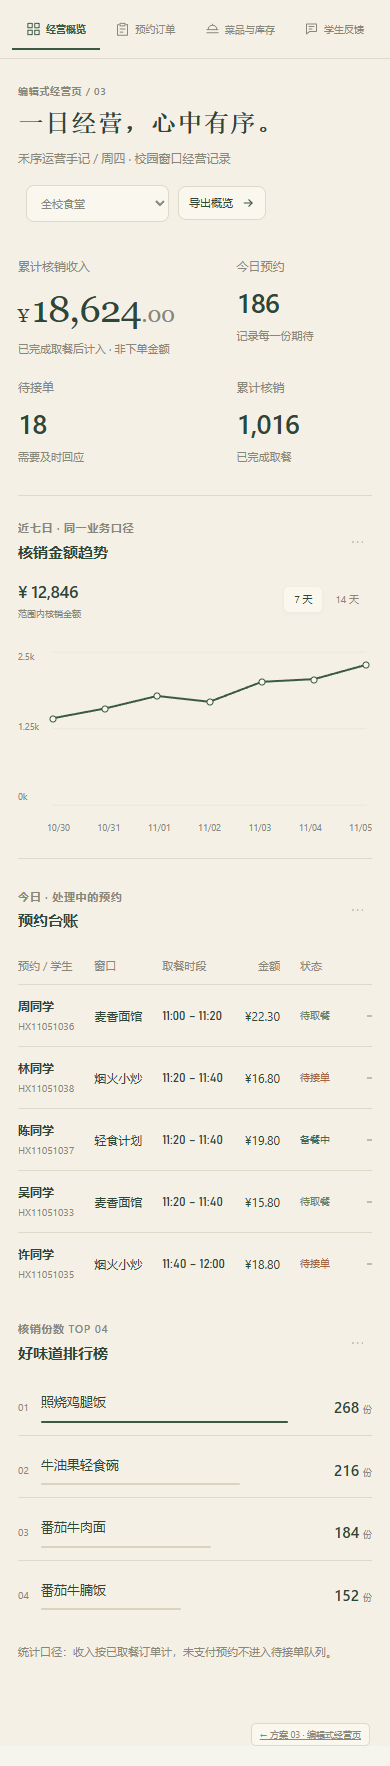 经营概览 预约订单 菜品与库存 学生反馈
编辑式经营页 / 03
一日经营，心中有序。
禾序运营手记 / 周四 · 校园窗口经营记录
全校食堂 导出概览 →
累计核销收入
¥18,624.00
已完成取餐后计入 · 非下单金额
今日预约
186
记录每一份期待
待接单
18
需要及时回应
累计核销
1,016
已完成取餐
近七日 · 同一业务口径
核销金额趋势
...
¥ 12,846
范围内核销金额
7 天 14 天
2.5k
1.25k
0k
10/30 10/31 11/01 11/02 11/03 11/04 11/05
今日 · 处理中的预约
预约台账
...
预约 / 学生 窗口 取餐时段 金额 状态
周同学
HX11051036
麦香面馆 11:00 – 11:20 ¥22.30 待取餐 –
林同学
HX11051038
烟火小炒 11:20 – 11:40 ¥16.80 待接单 –
陈同学
HX11051037
轻食计划 11:20 – 11:40 ¥19.80 备餐中 –
吴同学
HX11051033
麦香面馆 11:20 – 11:40 ¥15.80 待取餐 –
许同学
HX11051035
烟火小炒 11:40 – 12:00 ¥18.80 待接单 –
核销份数 TOP 04
好味道排行榜
...
01 照烧鸡腿饭 268 份
02 牛油果轻食碗 216 份
03 番茄牛肉面 184 份
04 番茄牛腩饭 152 份
统计口径：收入按已取餐订单计，未支付预约不进入待接单队列。
← 方案 03 · 编辑式经营页